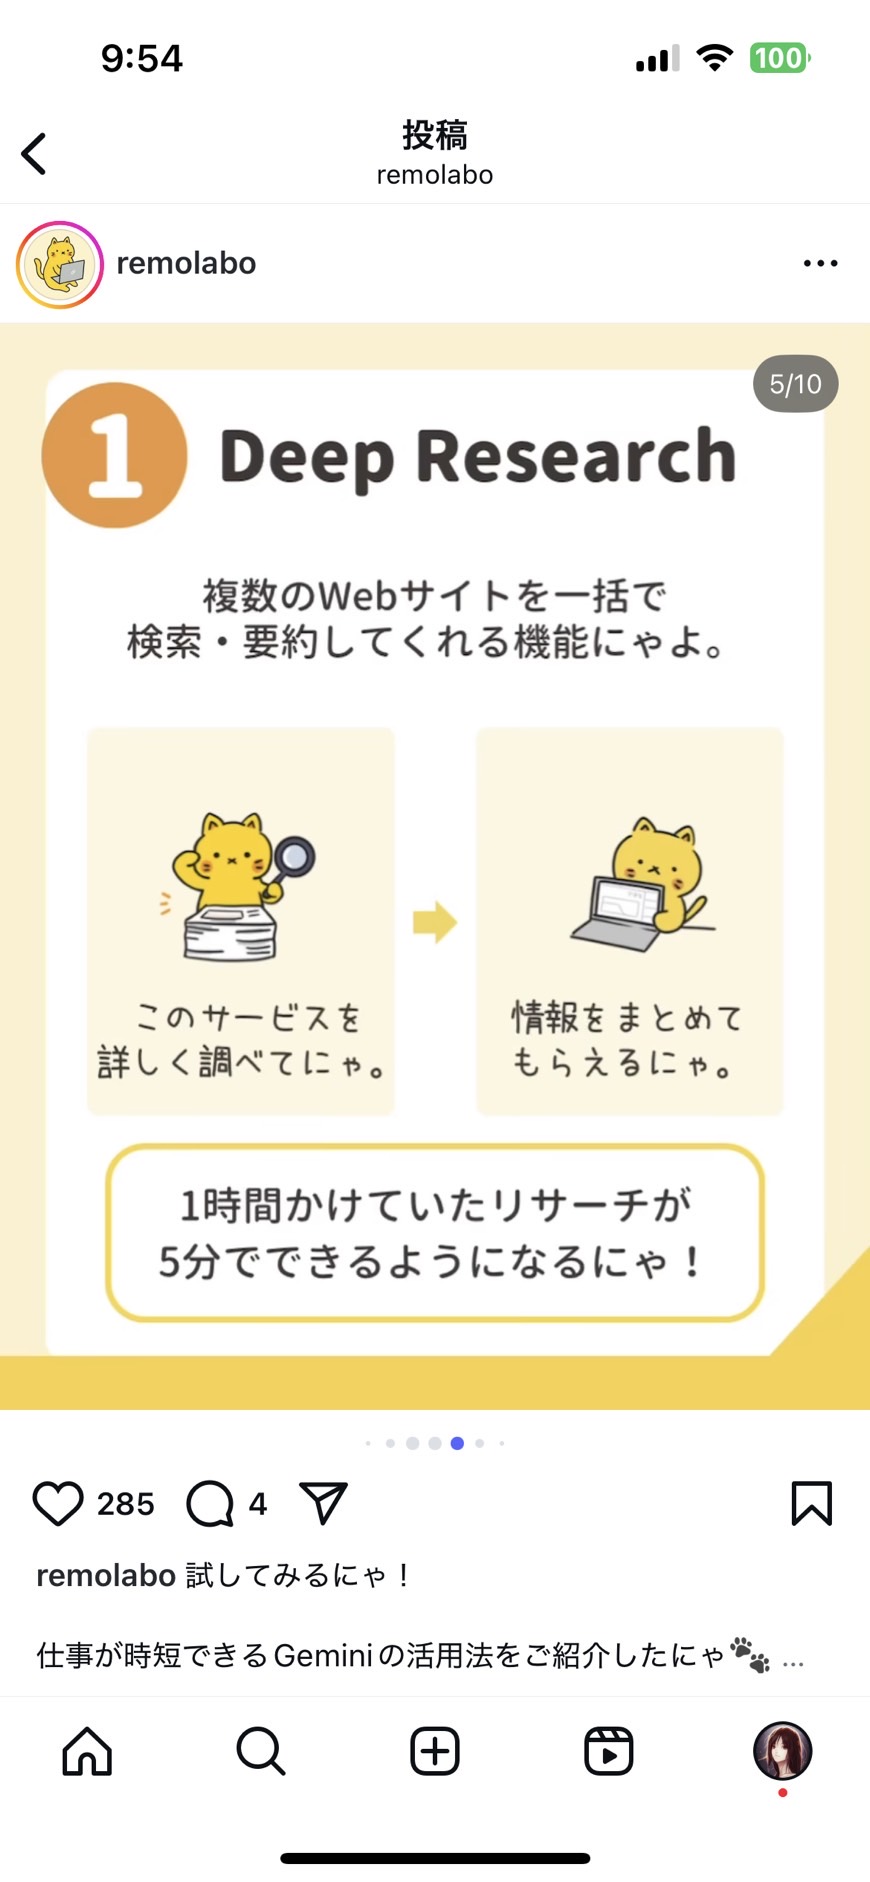 9:54
100
投稿
remolabo
remolabo
5/10
1
Deep Research
複数のWebサイトを一括で
検索・要約してくれる機能にゃよ。
このサービスを
詳しく調べてにゃ。
情報をまとめて
もらえるにゃ。
1時間かけていたリサーチが
5分でできるようになるにゃ！
285
4
remolabo 試してみるにゃ！
仕事が時短できるGeminiの活用法をご紹介したにゃ🐾 ...